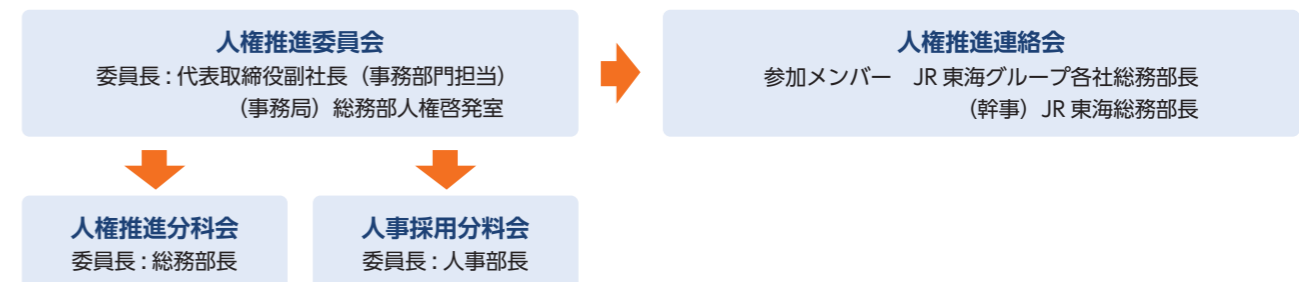 人権推進委員会
委員長：代表取締役副社長（事務部門担当）
（事務局）総務部人権啓発室
人権推進連絡会
参加メンバー　JR 東海グループ各社総務部長
（幹事）JR 東海総務部長
人権推進分科会
委員長：総務部長
人事採用分料会
委員長：人事部長